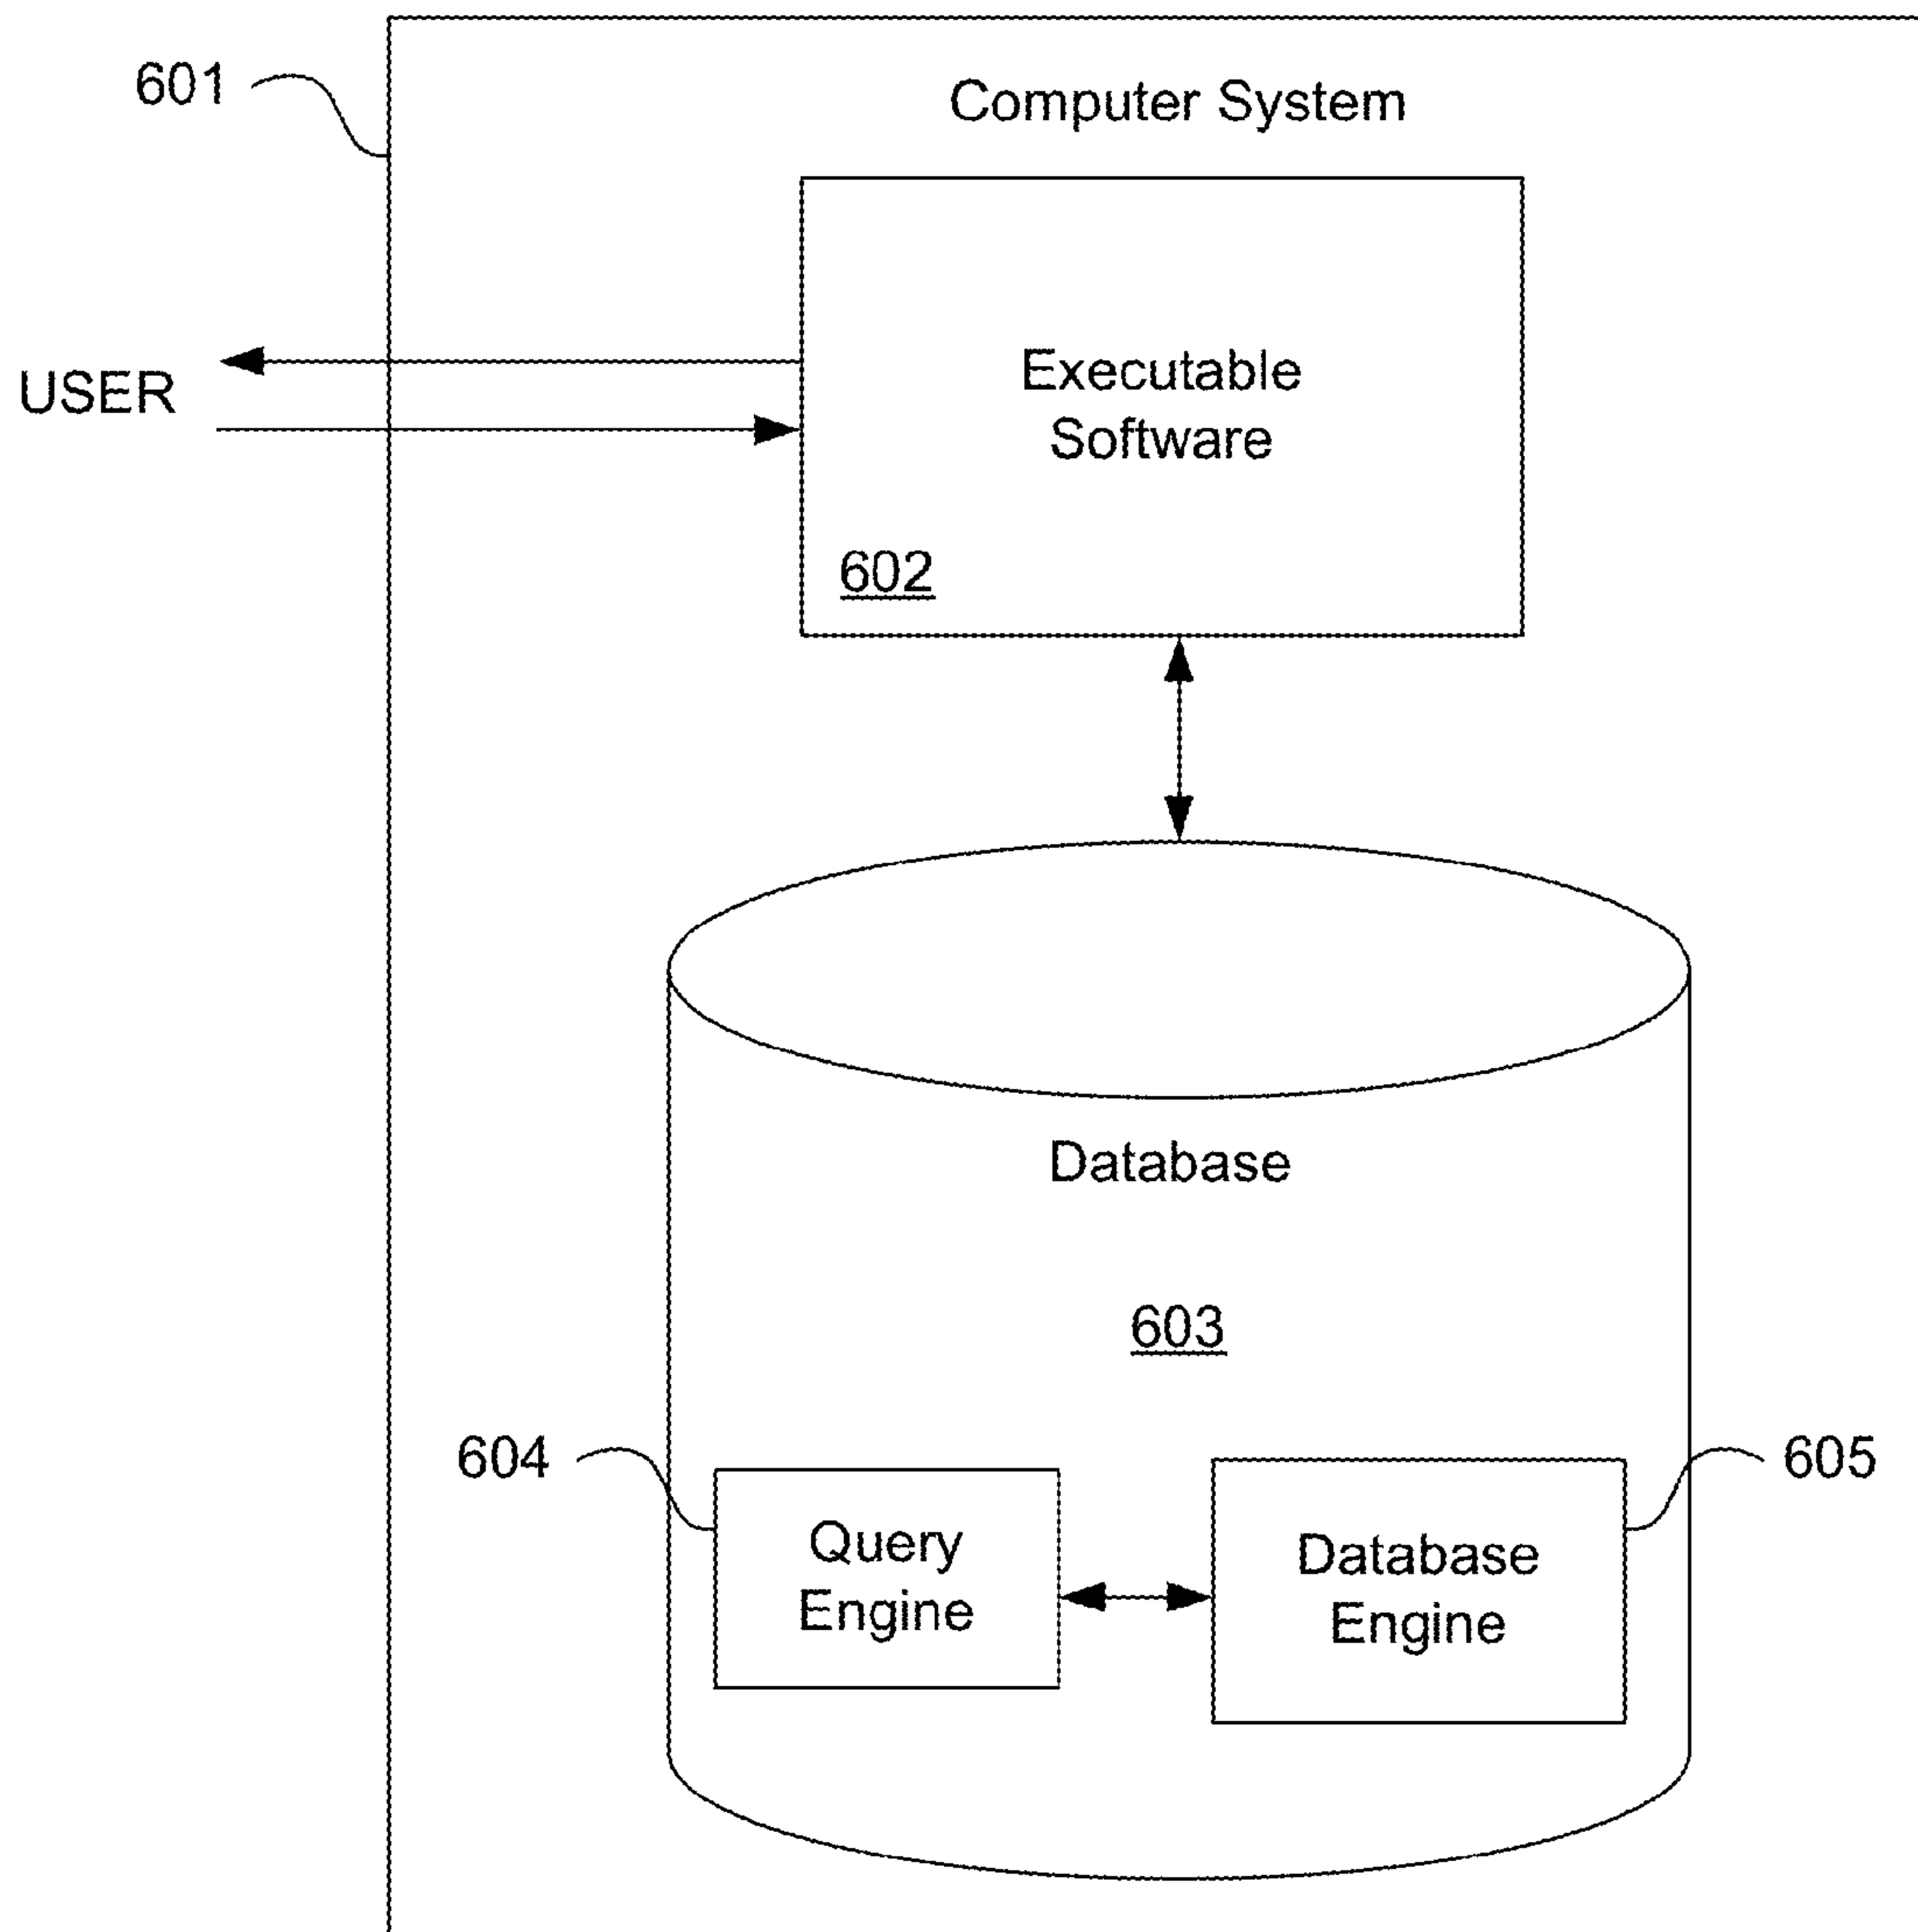 601
Computer System
USER
Executable
Software
602
Database
603
604
605
Query
Engine
Database
Engine